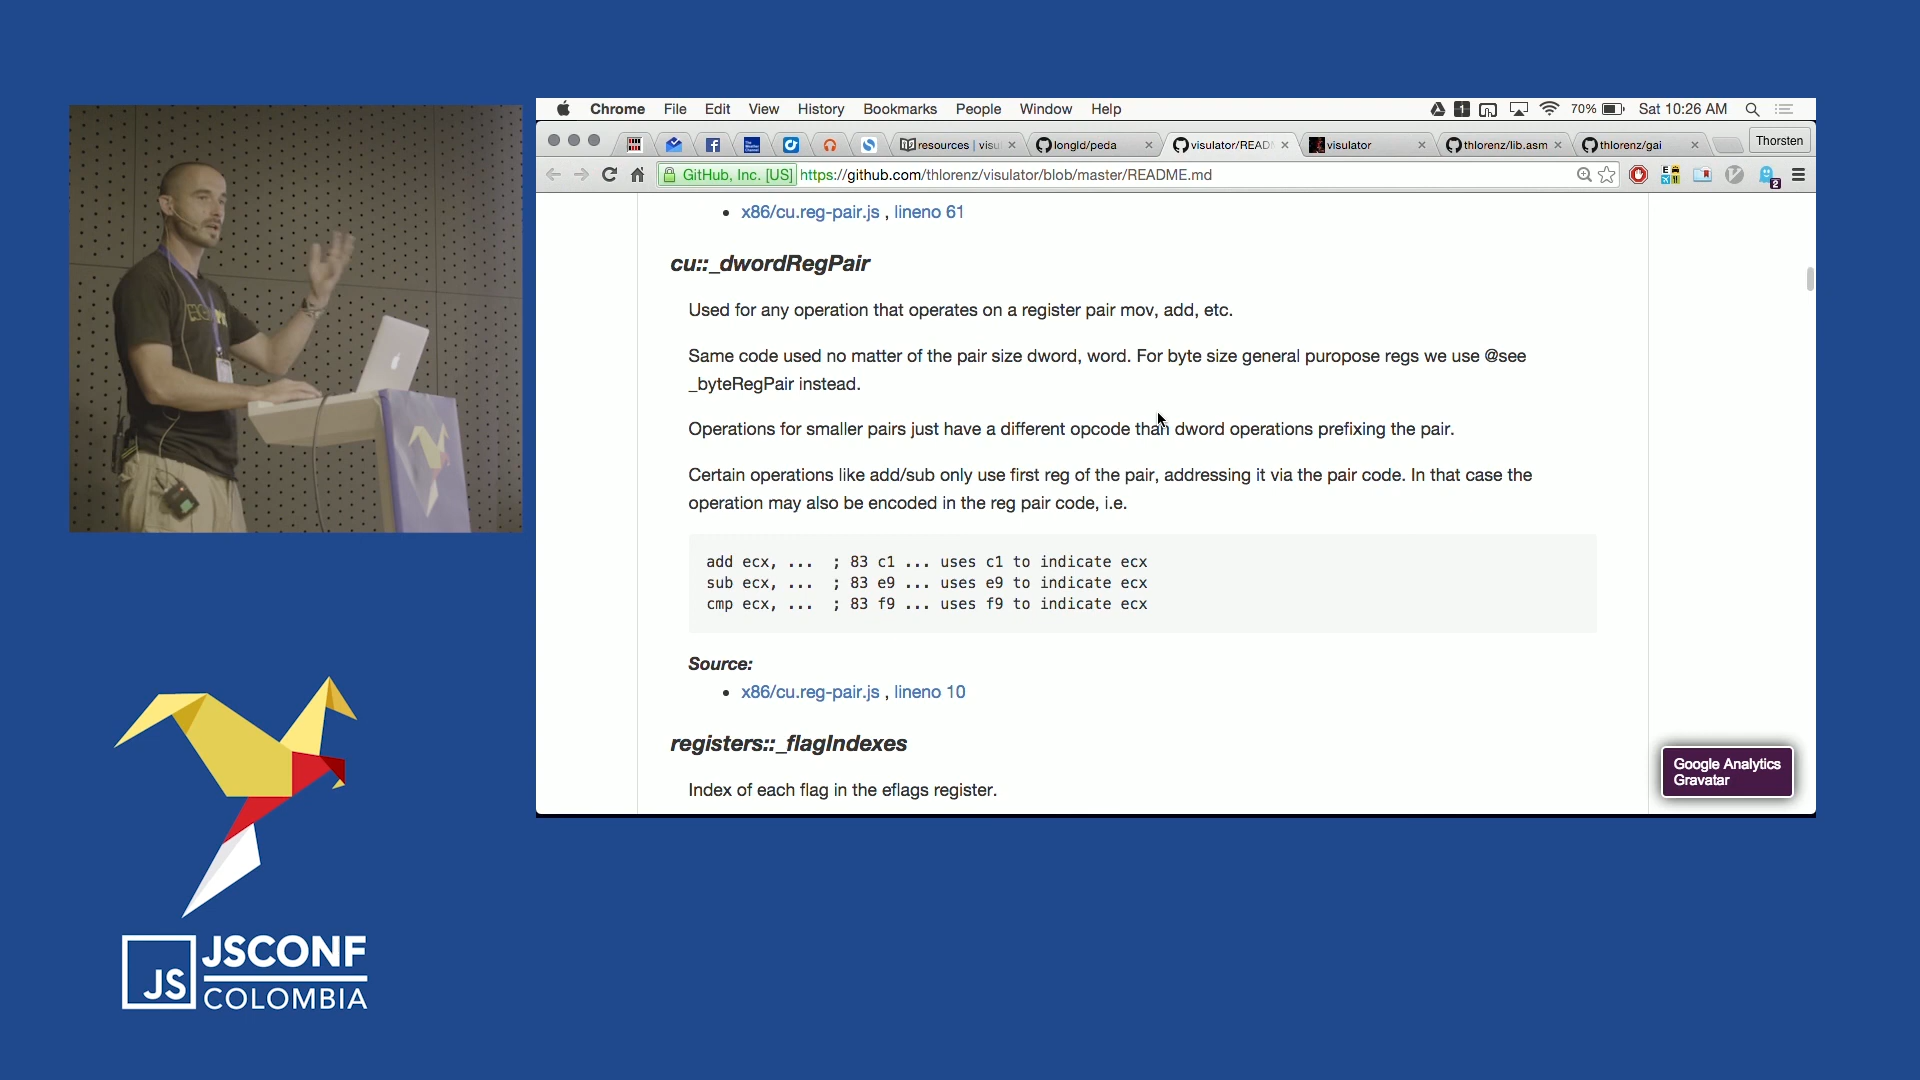 Chrome File Edit View History Bookmarks People Window Help
1
70%
Sat 10:26 AM
resources | visu
longld/peda
visulator/READ
visulator
thlorenz/lib.asm
thlorenz/gai
Thorsten
GitHub, Inc. [US]
https://github.com/thlorenz/visulator/blob/master/README.md
2
x86/cu.reg-pair.js , lineno 61
cu::_dwordRegPair
Used for any operation that operates on a register pair mov, add, etc.
Same code used no matter of the pair size dword, word. For byte size general puropose regs we use @see
_byteRegPair instead.
Operations for smaller pairs just have a different opcode than dword operations prefixing the pair.
Certain operations like add/sub only use first reg of the pair, addressing it via the pair code. In that case the
operation may also be encoded in the reg pair code, i.e.
add ecx, ... ; 83 c1 ... uses c1 to indicate ecx
sub ecx, ... ; 83 e9 ... uses e9 to indicate ecx
cmp ecx, ... ; 83 f9 ... uses f9 to indicate ecx
Source:
x86/cu.reg-pair.js , lineno 10
registers::_flagIndexes
Index of each flag in the eflags register.
Google Analytics
Gravatar
JS
JSCONF
COLOMBIA